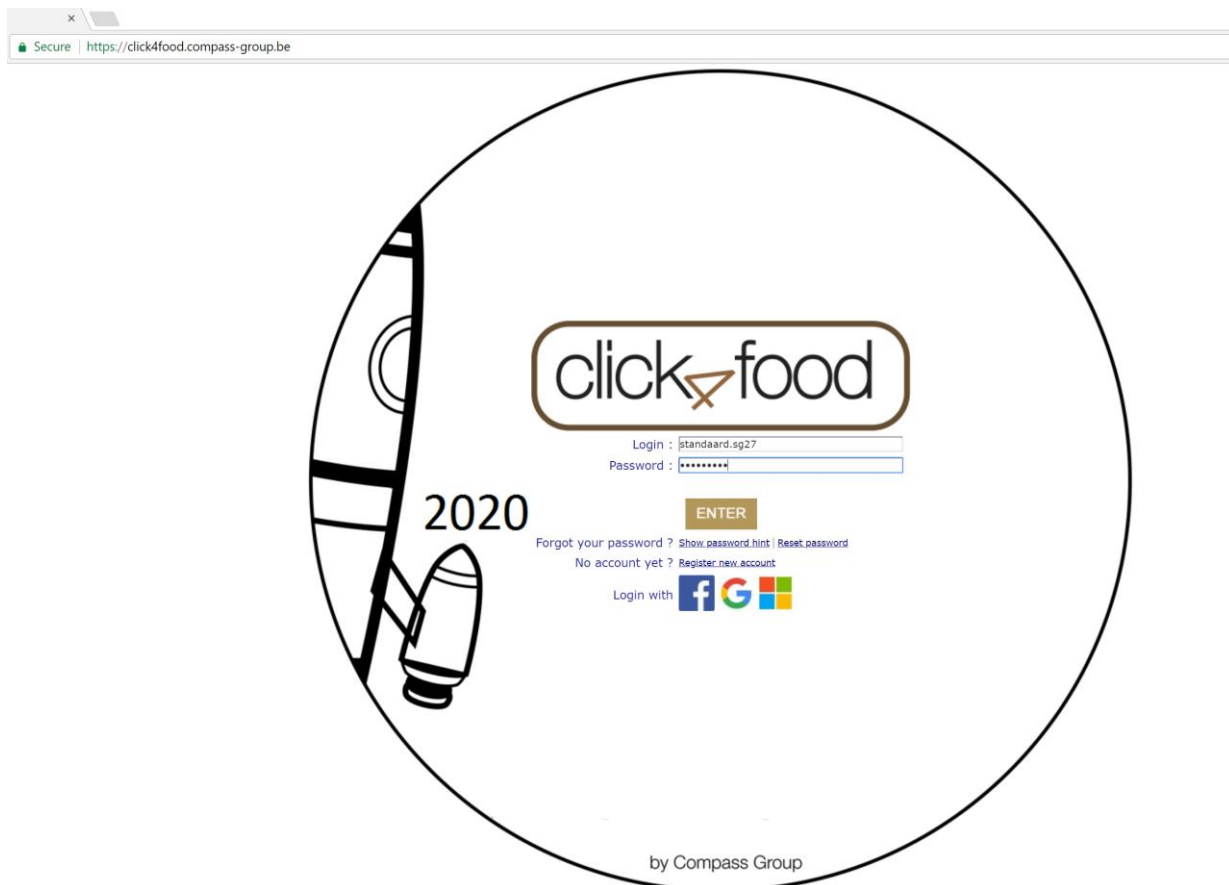 Secure | https://click4food.compass-group.be
click4food
Login : standaard.sg27
Password : •••••••••
2020
ENTER
Forgot your password ? Show password hint | Reset password
No account yet ? Register new account
Login with
by Compass Group